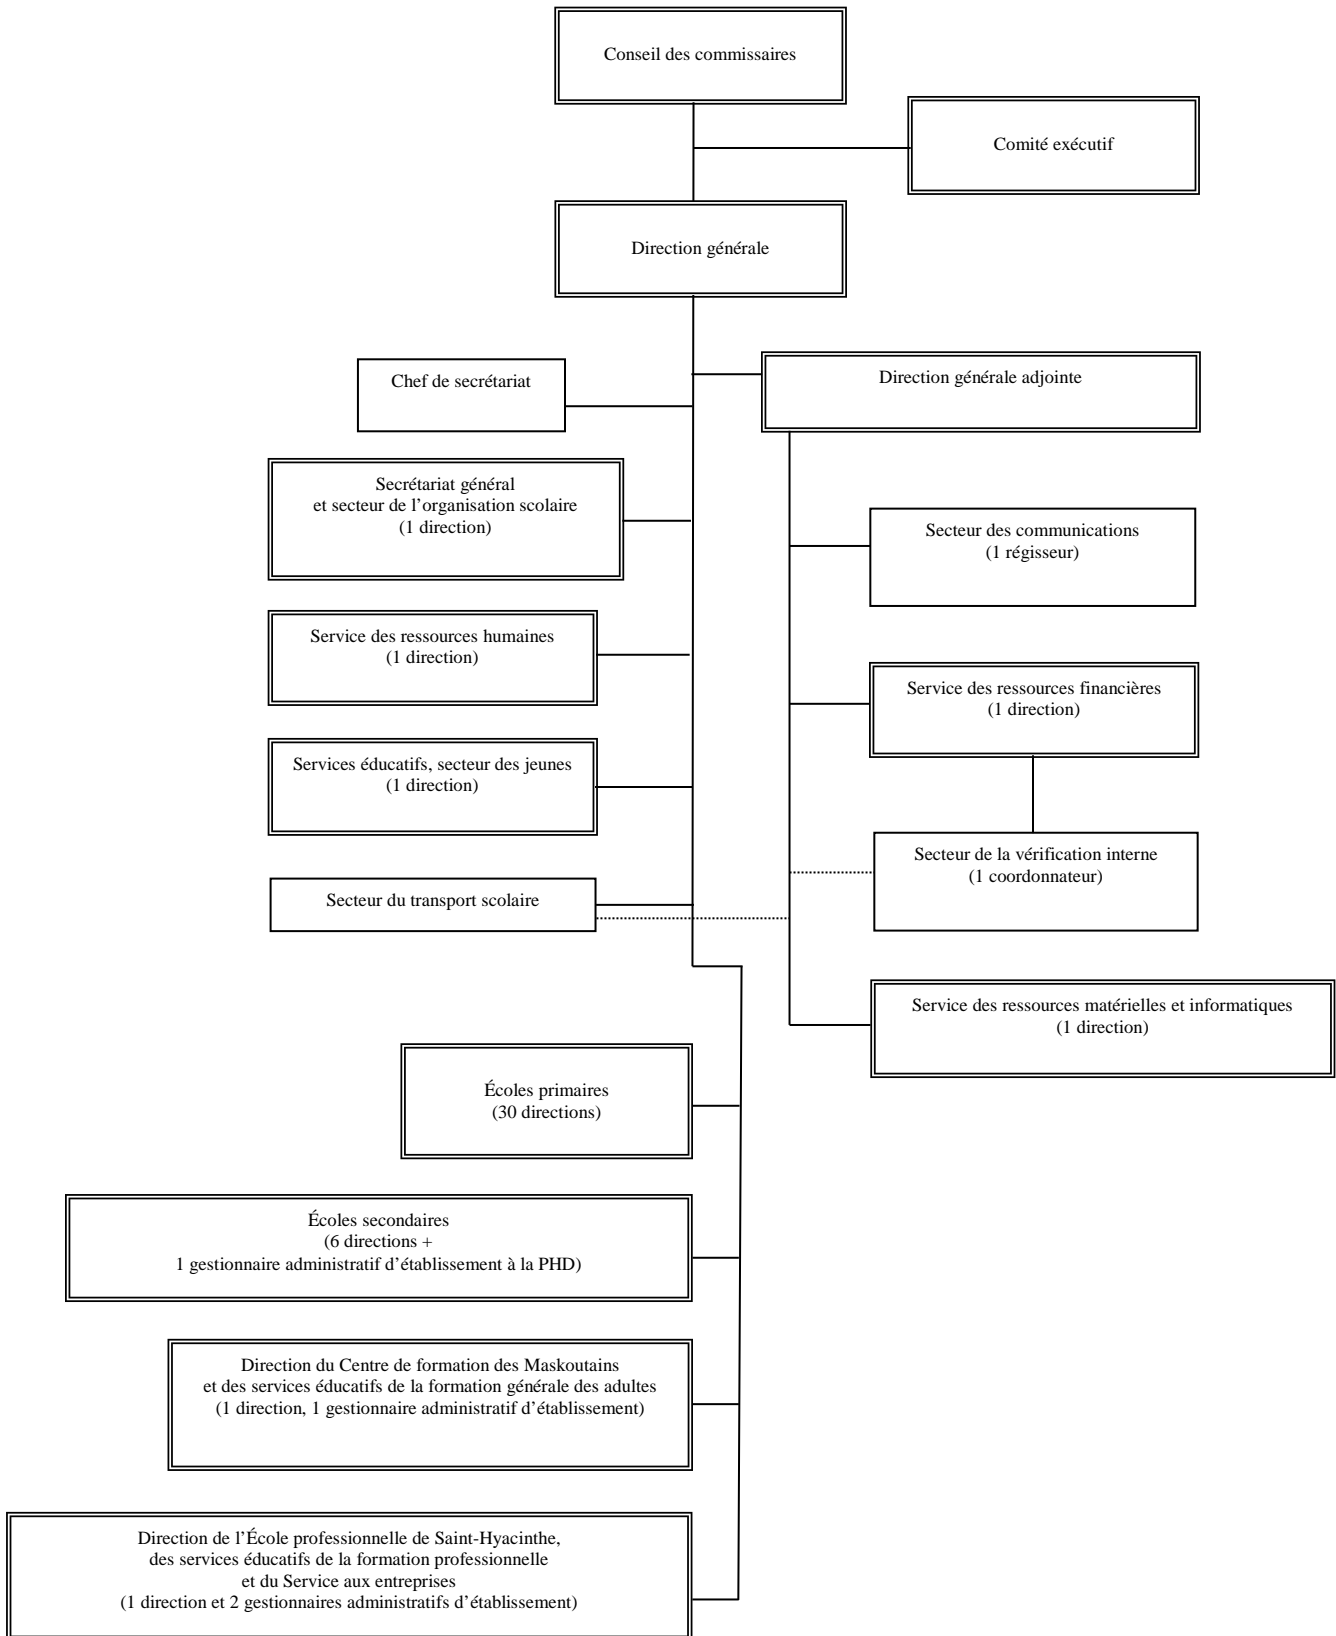 Conseil des commissaires
Comité exécutif
Direction générale
Chef de secrétariat
Direction générale adjointe
Secrétariat général
et secteur de l’organisation scolaire
(1 direction)
Secteur des communications
(1 régisseur)
Service des ressources humaines
(1 direction)
Service des ressources financières
(1 direction)
Services éducatifs, secteur des jeunes
(1 direction)
Secteur de la vérification interne
(1 coordonnateur)
Secteur du transport scolaire
Service des ressources matérielles et informatiques
(1 direction)
Écoles primaires
(30 directions)
Écoles secondaires
(6 directions +
1 gestionnaire administratif d’établissement à la PHD)
Direction du Centre de formation des Maskoutains
et des services éducatifs de la formation générale des adultes
(1 direction, 1 gestionnaire administratif d’établissement)
Direction de l’École professionnelle de Saint-Hyacinthe,
des services éducatifs de la formation professionnelle
et du Service aux entreprises
(1 direction et 2 gestionnaires administratifs d’établissement)